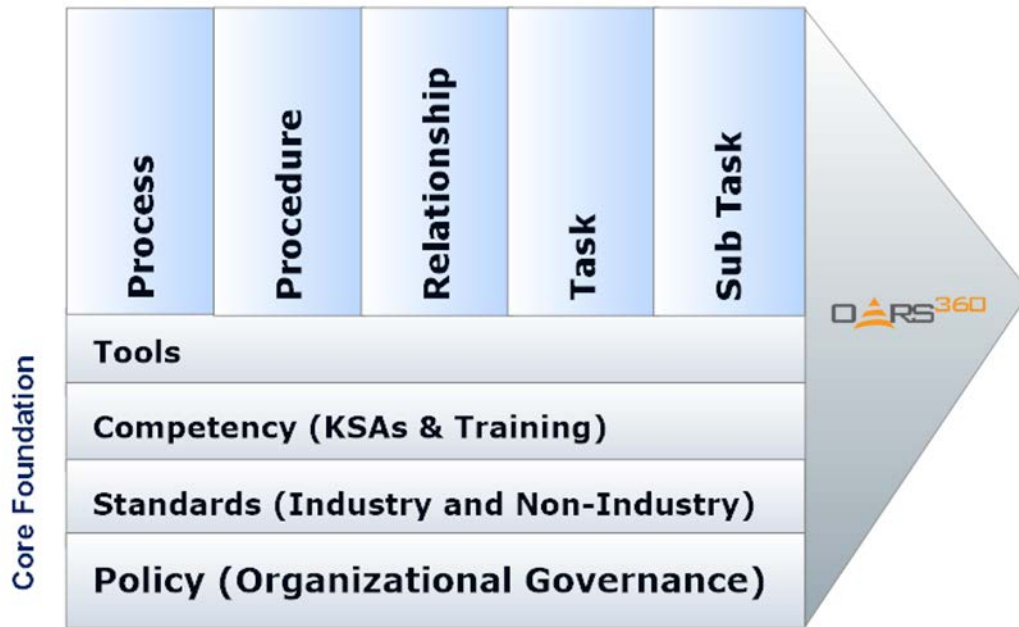 Process
Procedure
Relationship
Task
Sub Task
OARS360
Tools
Competency (KSAs & Training)
Standards (Industry and Non-Industry)
Policy (Organizational Governance)
Core Foundation